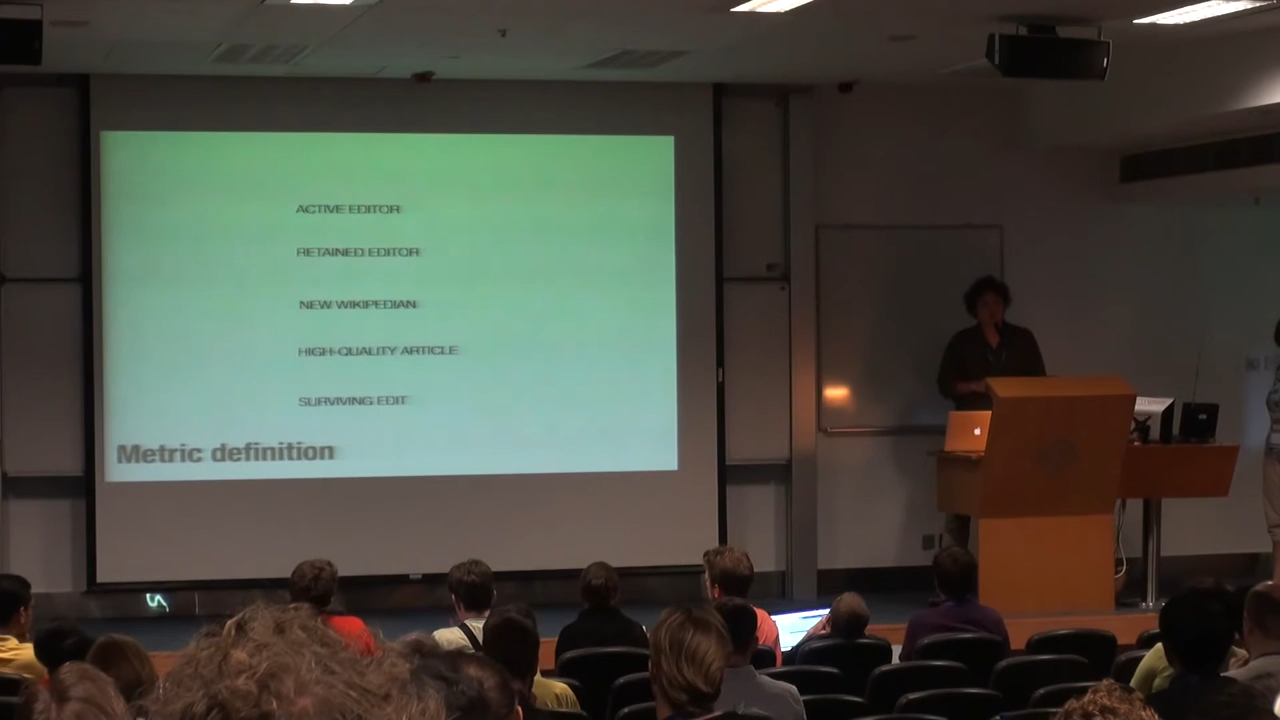 ACTIVE EDITOR
RETAINED EDITOR
NEW WIKIPEDIAN
HIGH-QUALITY ARTICLE
SURVIVING EDIT
Metric definition